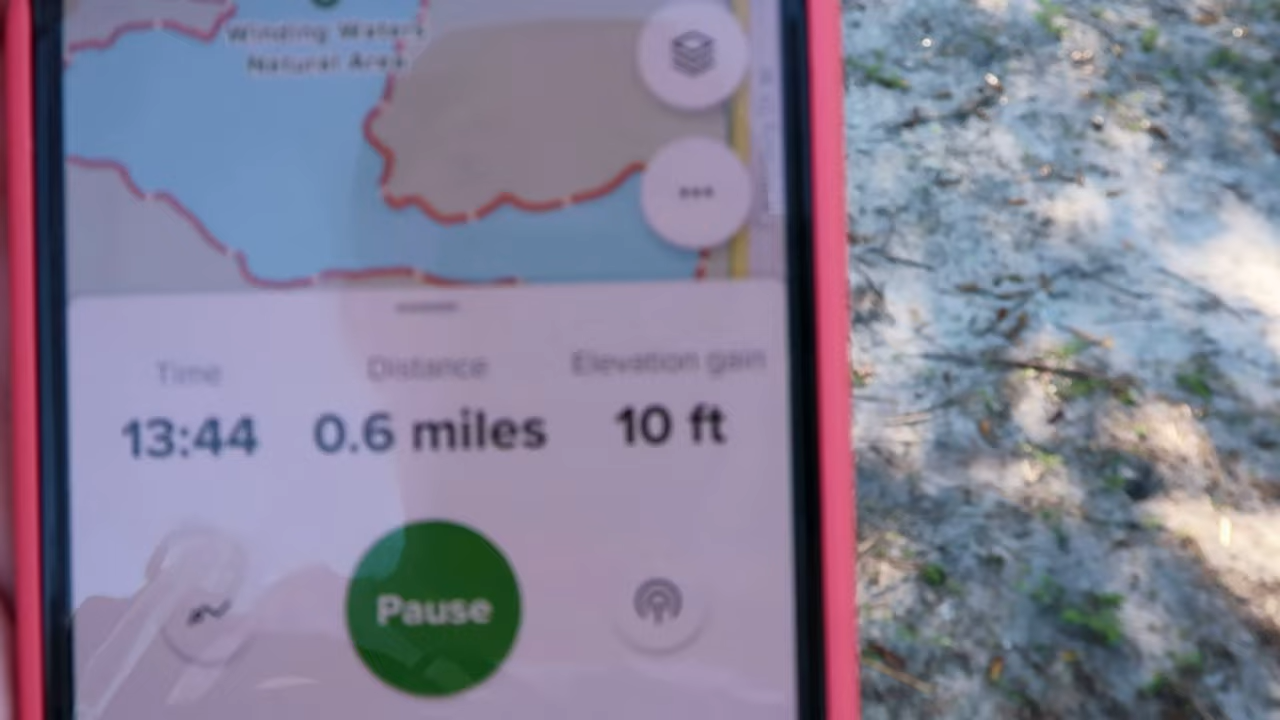 Winding Waters
Natural Area
Time
Distance
Elevation gain
13:44
0.6 miles
10 ft
Pause